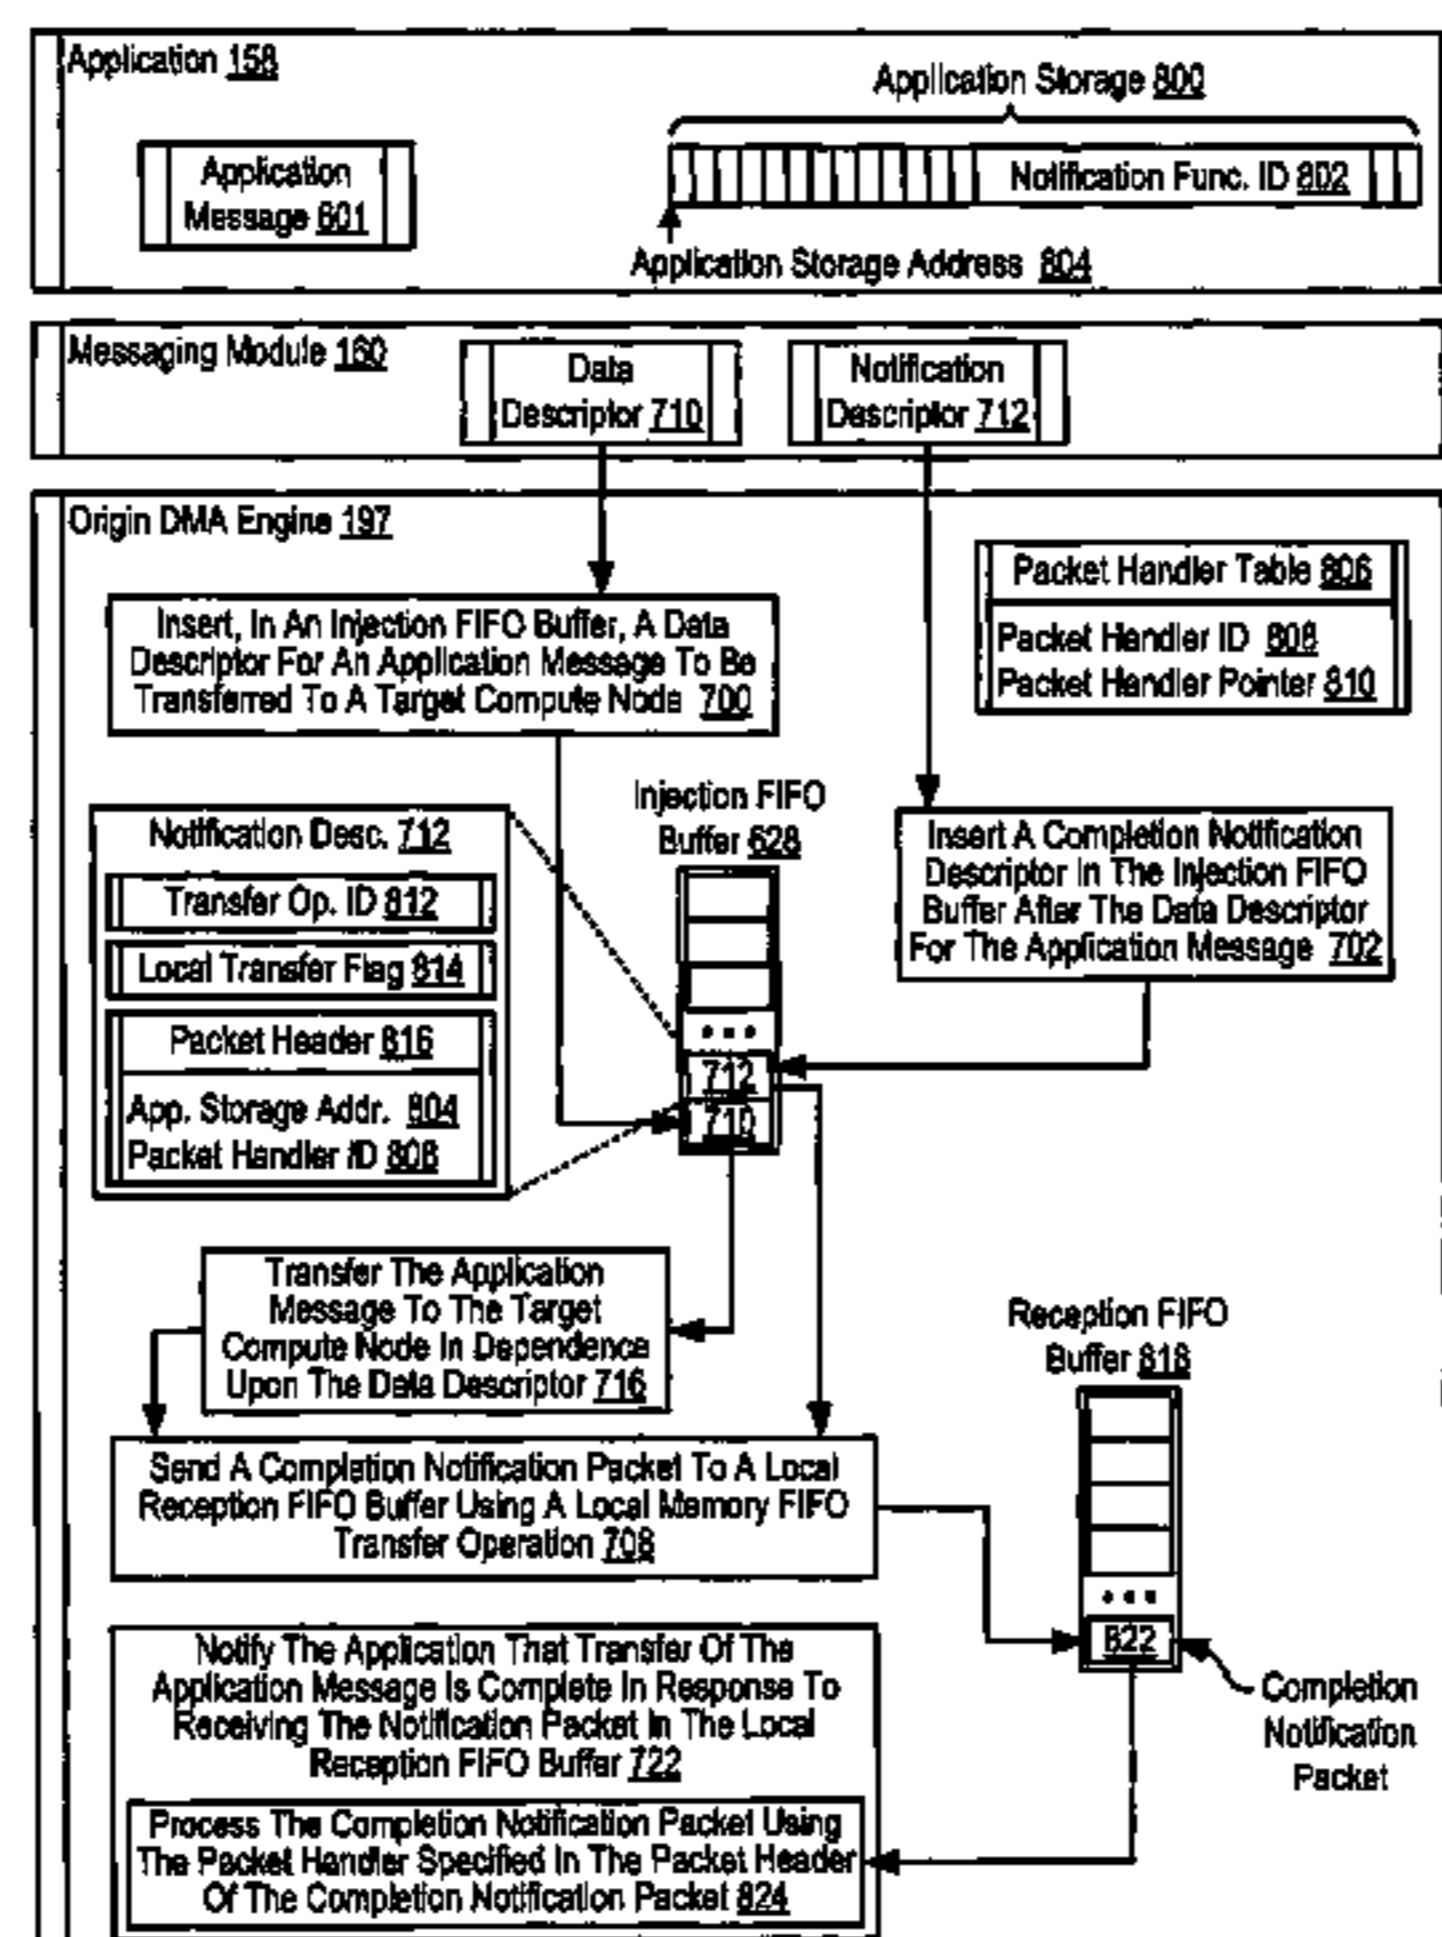 Application 158
Application Storage 800
Application
Message 601
Notification Func. ID 802
Application Storage Address 804
Messaging Module 160
Data
Descriptor 710
Notification
Descriptor 712
Origin DMA Engine 197
Packet Handler Table 806
Packet Handler ID 808
Packet Handler Pointer 810
Insert, In An Injection FIFO Buffer, A Data
Descriptor For An Application Message To Be
Transferred To A Target Compute Node 700
Injection FIFO
Buffer 628
Insert A Completion Notification
Descriptor In The Injection FIFO
Buffer After The Data Descriptor
For The Application Message 702
Notification Desc. 712
Transfer Op. ID 812
Local Transfer Flag 814
Packet Header 816
App. Storage Addr. 804
Packet Handler ID 808
• • •
712
710
Transfer The Application
Message To The Target
Compute Node In Dependence
Upon The Data Descriptor 716
Reception FIFO
Buffer 818
Send A Completion Notification Packet To A Local
Reception FIFO Buffer Using A Local Memory FIFO
Transfer Operation 708
• • •
822
Completion
Notification
Packet
Notify The Application That Transfer Of The
Application Message Is Complete In Response To
Receiving The Notification Packet In The Local
Reception FIFO Buffer 722
Process The Completion Notification Packet Using
The Packet Handler Specified In The Packet Header
Of The Completion Notification Packet 824